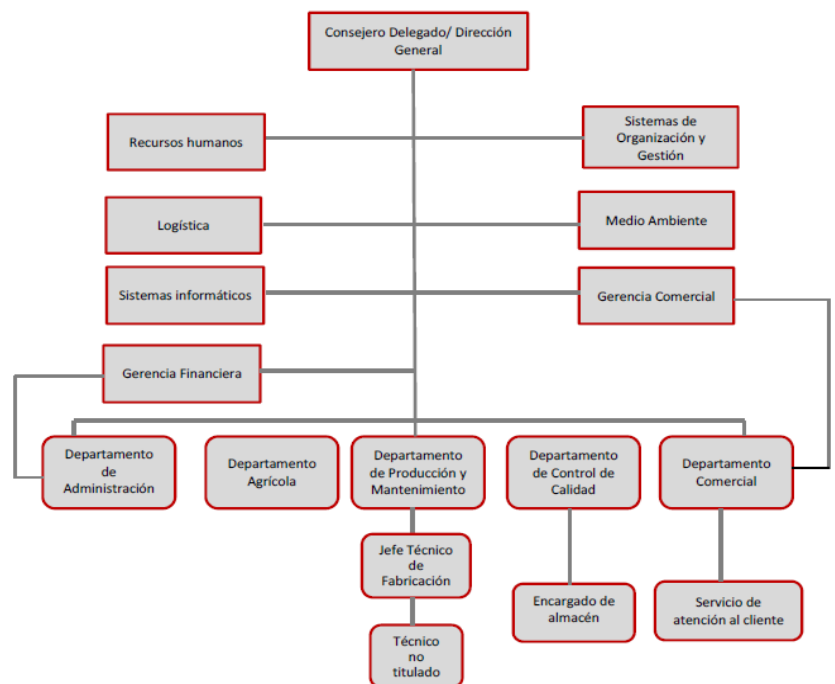 Consejero Delegado/ Dirección
General
Recursos humanos
Sistemas de
Organización y
Gestión
Logística
Medio Ambiente
Sistemas informáticos
Gerencia Comercial
Gerencia Financiera
Departamento
de
Administración
Departamento
Agrícola
Departamento
de Producción y
Mantenimiento
Departamento
de Control de
Calidad
Departamento
Comercial
Jefe Técnico
de
Fabricación
Encargado de
almacén
Servicio de
atención al cliente
Técnico
no
titulado